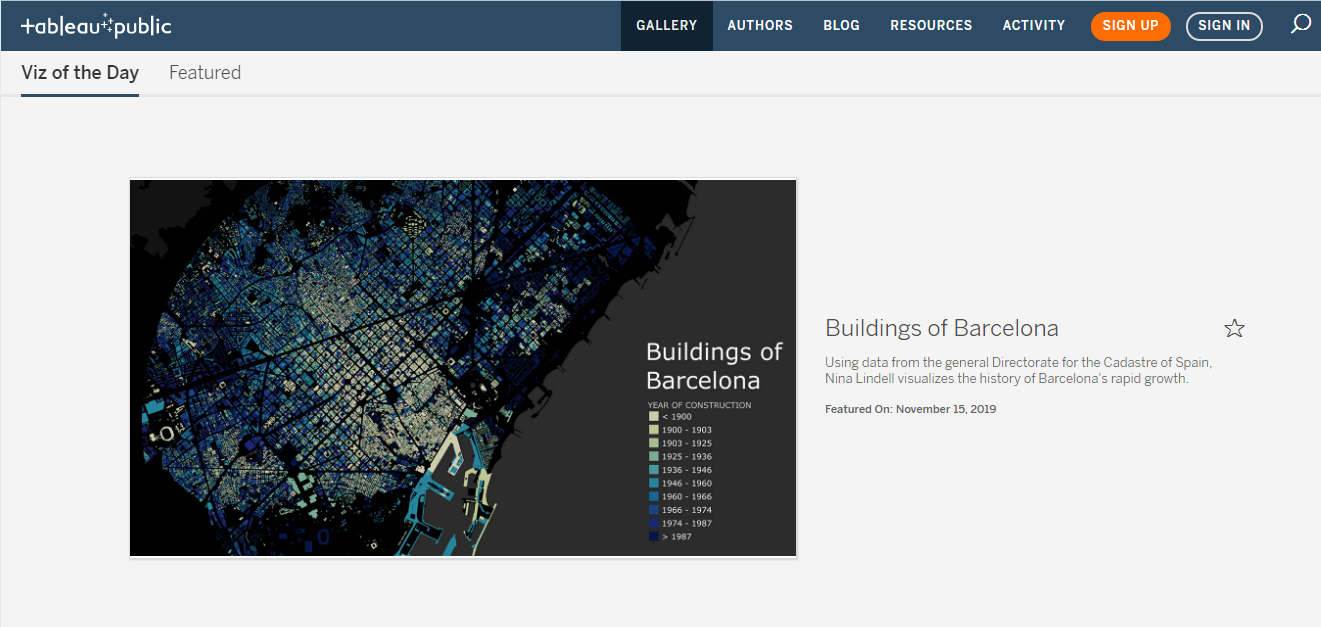 tableau public
GALLERY
AUTHORS
BLOG
RESOURCES
ACTIVITY
SIGN UP
SIGN IN
Viz of the Day
Featured
Buildings of
Barcelona
YEAR OF CONSTRUCTION
< 1900
1900 - 1903
1903 - 1925
1925 - 1936
1936 - 1946
1946 - 1960
1960 - 1966
1966 - 1974
1974 - 1987
> 1987
Buildings of Barcelona
Using data from the general Directorate for the Cadastre of Spain,
Nina Lindell visualizes the history of Barcelona's rapid growth.
Featured On: November 15, 2019